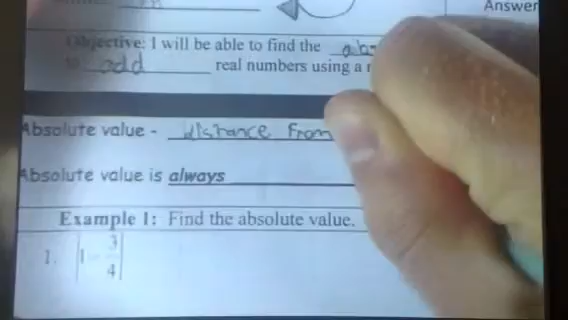 Answer
Objective: I will be able to find the
add real numbers using a
Absolute value - distance from
Absolute value is always
Example 1: Find the absolute value.
1. |1 - 3/4|